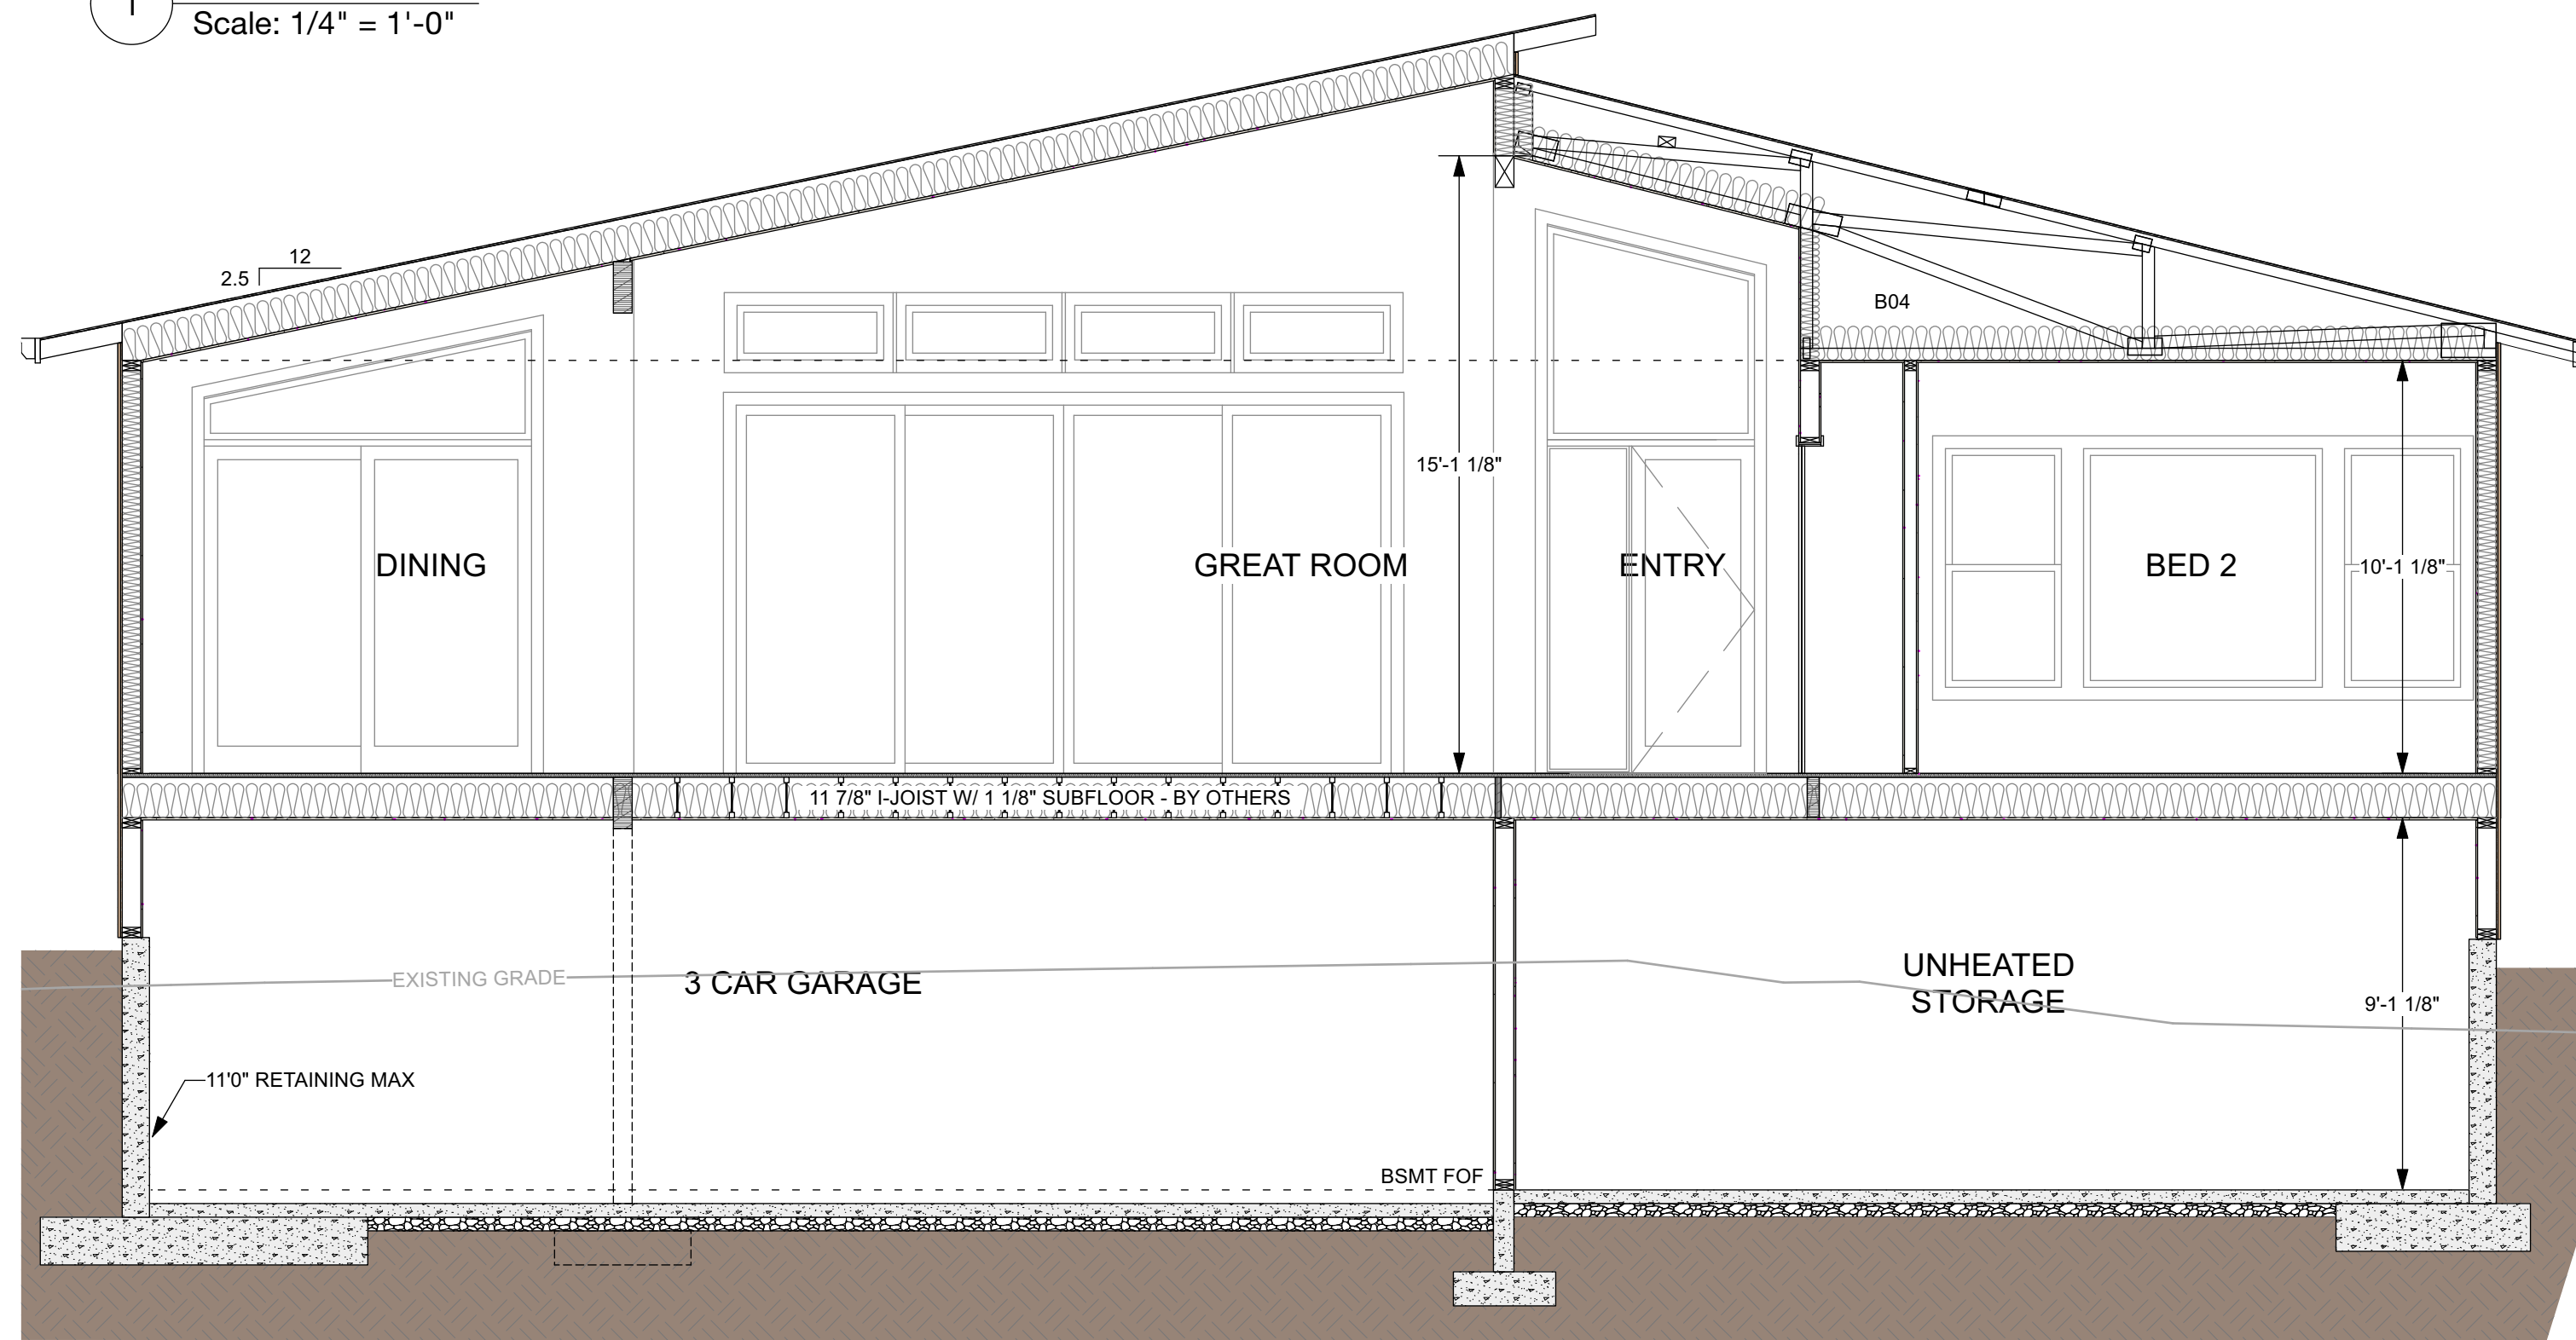 1
Scale: 1/4" = 1'-0"
12
2.5
B04
15'-1 1/8"
DINING
GREAT ROOM
ENTRY
BED 2
10'-1 1/8"
11 7/8" I-JOIST W/ 1 1/8" SUBFLOOR - BY OTHERS
EXISTING GRADE
3 CAR GARAGE
UNHEATED
STORAGE
9'-1 1/8"
11'0" RETAINING MAX
BSMT FOF